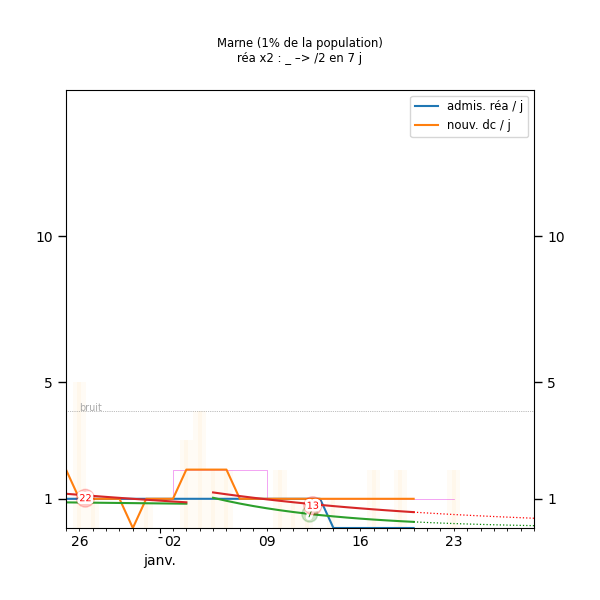 Marne (1% de la population)
réa x2 : _ –> /2 en 7 j
admis. réa / j
nouv. dc / j
10
10
5
5
bruit
1
1
22
13
7
26
02
09
16
23
janv.